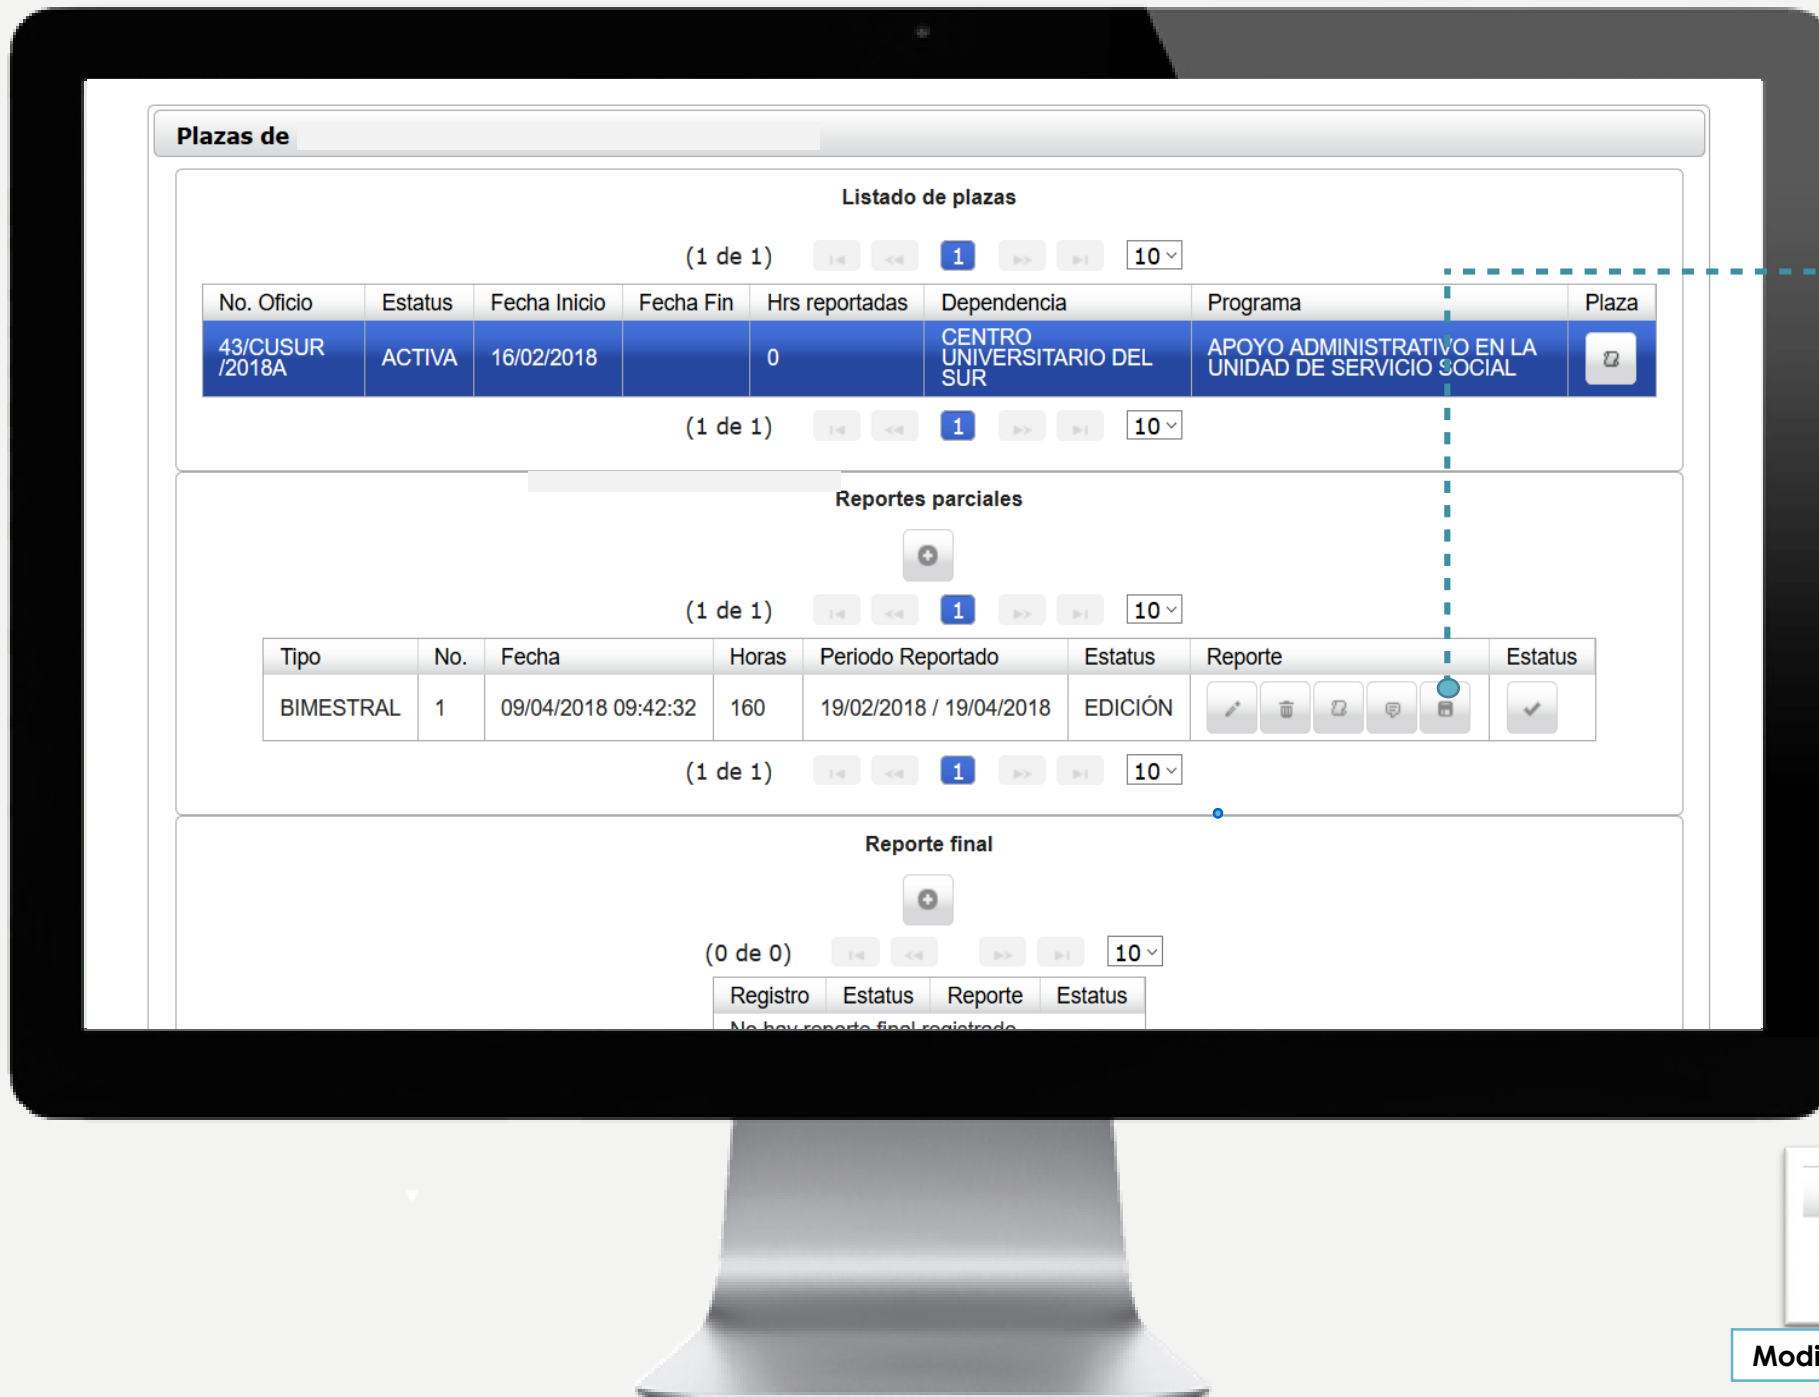 Plazas de
Listado de plazas
(1 de 1) 1 10
No. Oficio Estatus Fecha Inicio Fecha Fin Hrs reportadas Dependencia Programa Plaza
43/CUSUR
/2018A
ACTIVA 16/02/2018 0
CENTRO
UNIVERSITARIO DEL
SUR
APOYO ADMINISTRATIVO EN LA
UNIDAD DE SERVICIO SOCIAL
(1 de 1) 1 10
Reportes parciales
(1 de 1) 1 10
Tipo No. Fecha Horas Periodo Reportado Estatus Reporte Estatus
BIMESTRAL 1 09/04/2018 09:42:32 160 19/02/2018 / 19/04/2018 EDICIÓN
(1 de 1) 1 10
Reporte final
(0 de 0) 10
Registro Estatus Reporte Estatus
No hay reporte final registrado
Modi